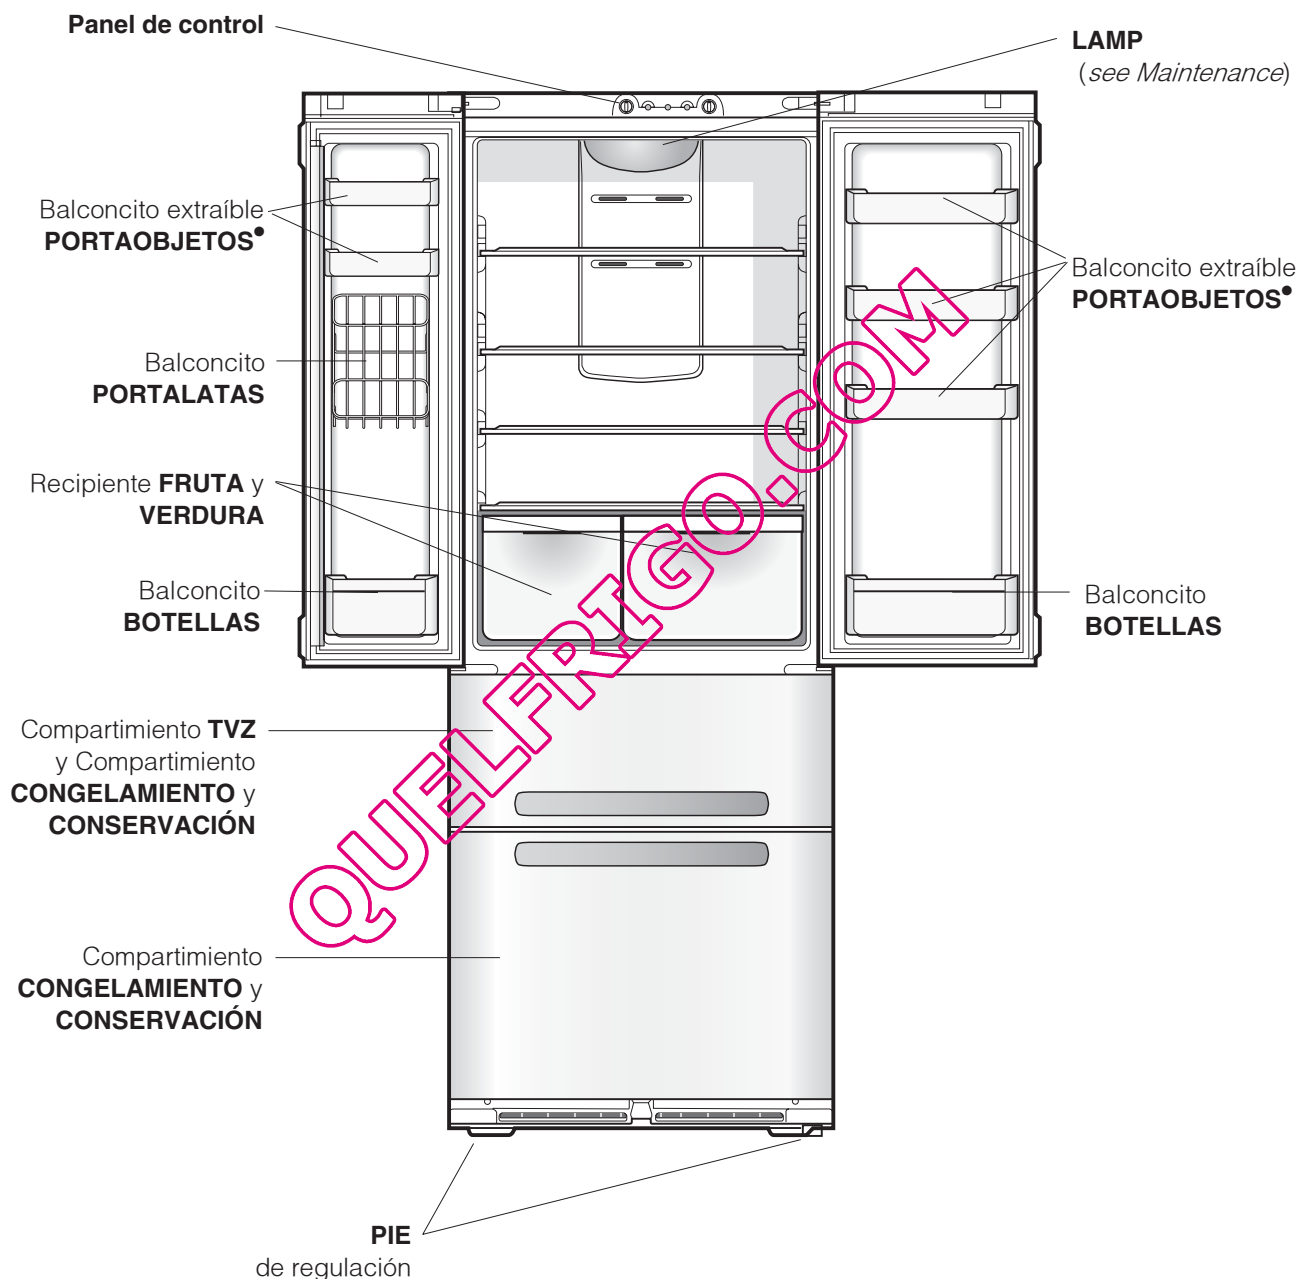 Panel de control
LAMP
(see Maintenance)
Balconcito extraíble
PORTAOBJETOS●
Balconcito extraíble
PORTAOBJETOS●
Balconcito
PORTALATAS
Recipiente FRUTA y
VERDURA
Balconcito
BOTELLAS
Balconcito
BOTELLAS
Compartimiento TVZ
y Compartimiento
CONGELAMIENTO y
CONSERVACIÓN
Compartimiento
CONGELAMIENTO y
CONSERVACIÓN
PIE
de regulación
QUELFRIGO.COM